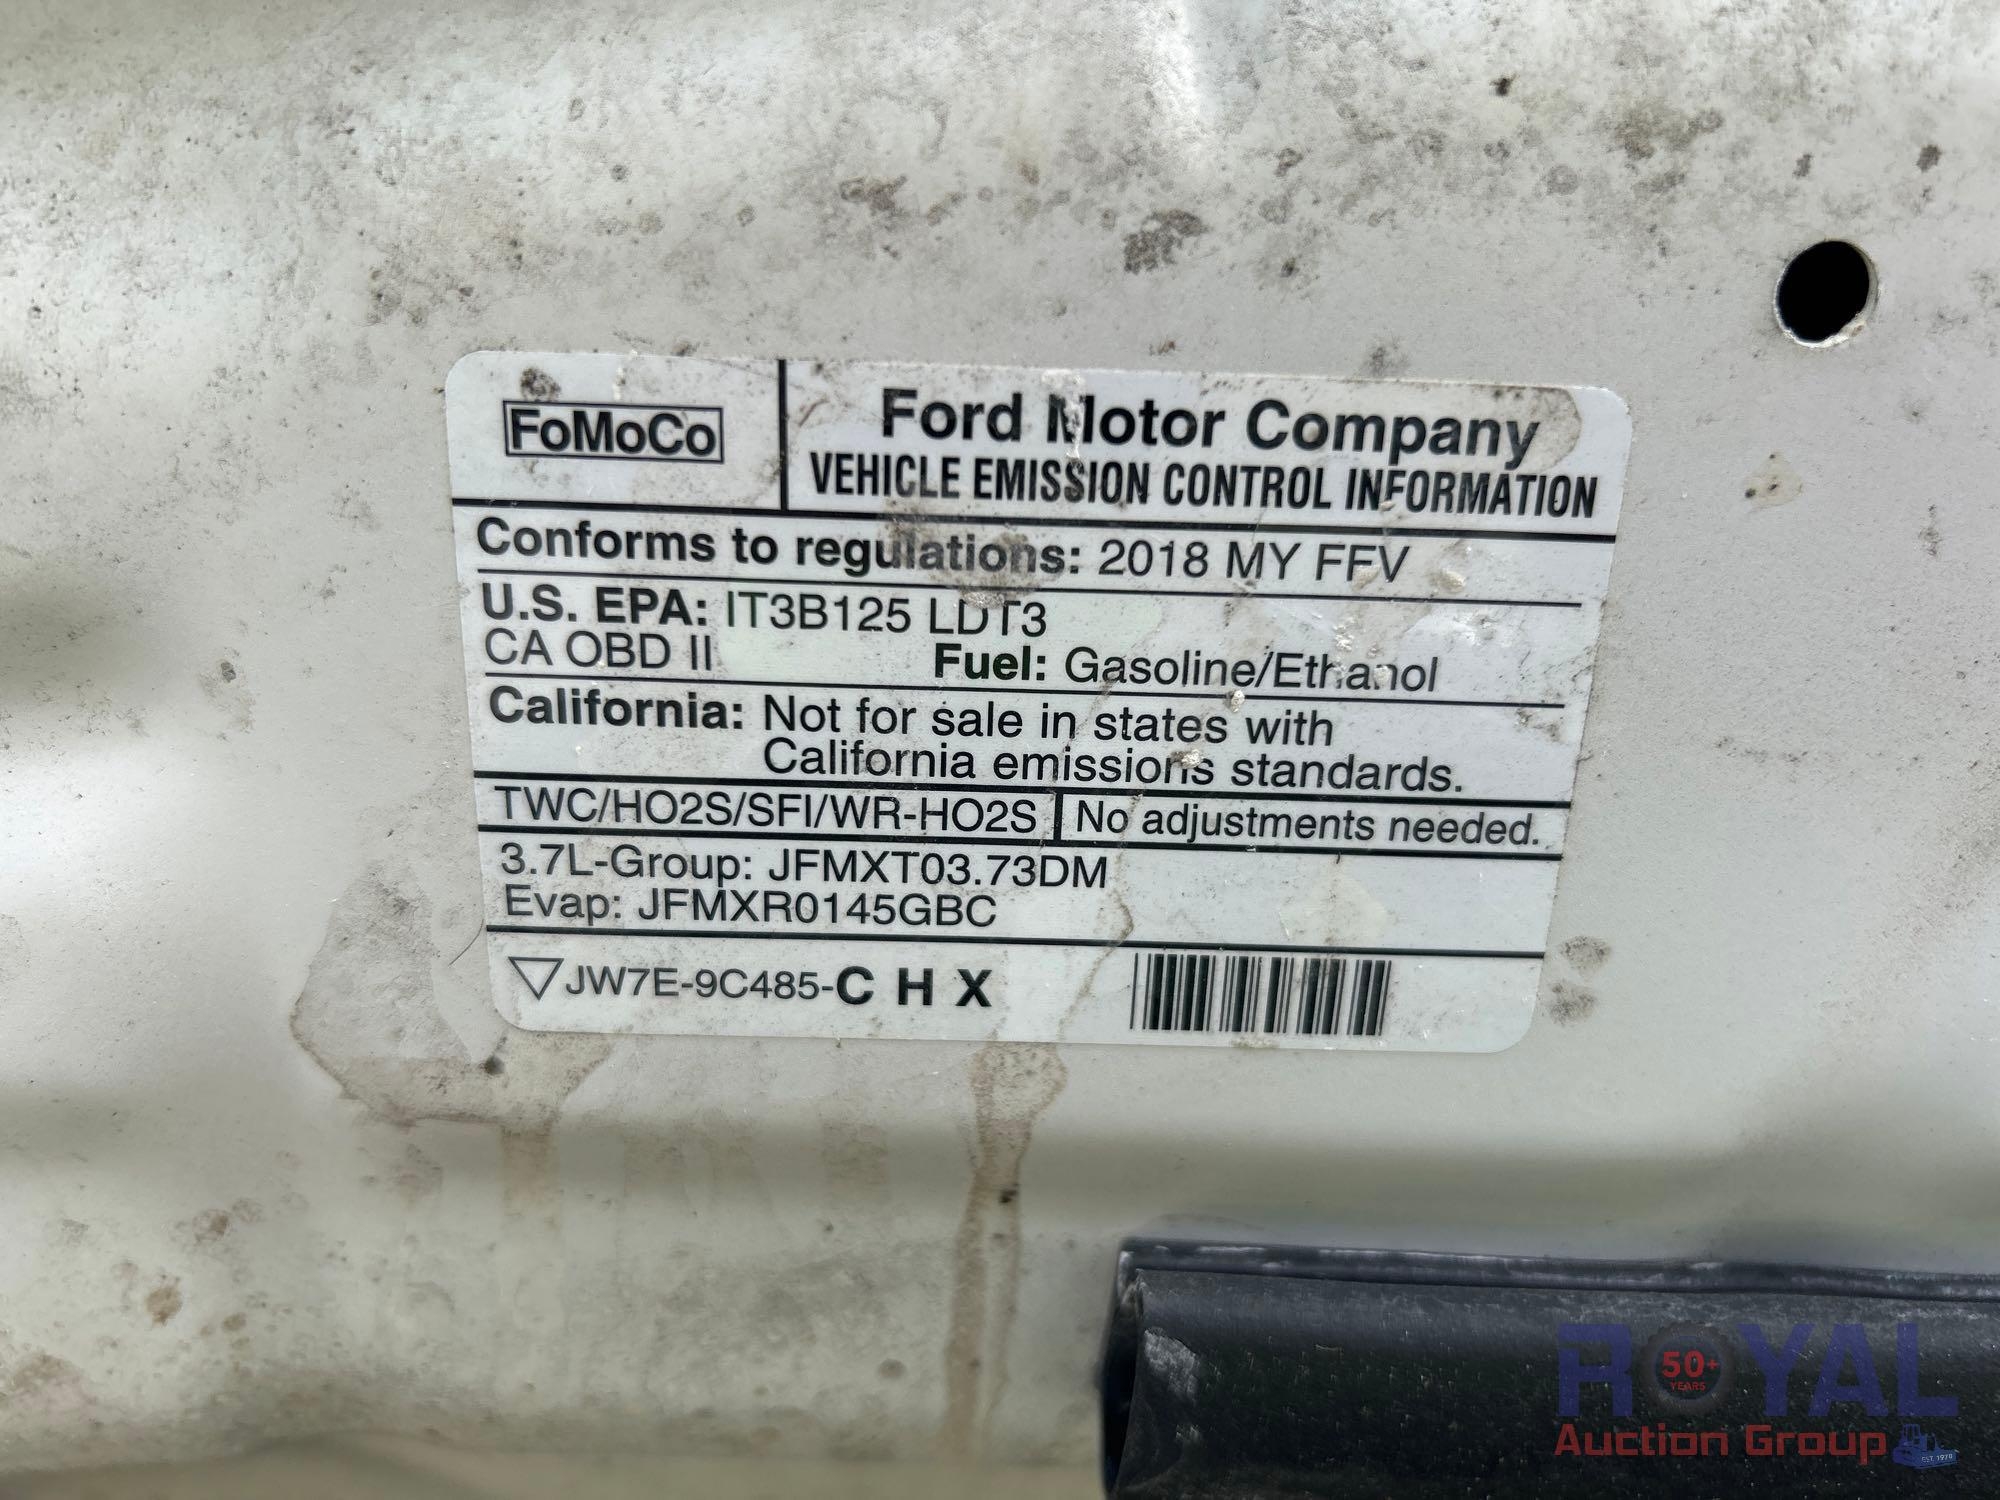 FoMoCo
Ford Motor Company
VEHICLE EMISSION CONTROL INFORMATION
Conforms to regulations: 2018 MY FFV
U.S. EPA: IT3B125 LDT3
CA OBD II Fuel: Gasoline/Ethanol
California: Not for sale in states with
California emissions standards.
TWC/HO2S/SFI/WR-HO2S No adjustments needed.
3.7L-Group: JFMXT03.73DM
Evap: JFMXR0145GBC
JW7E-9C485-C H X
ROYAL
50+
YEARS
Auction Group
EST. 1970